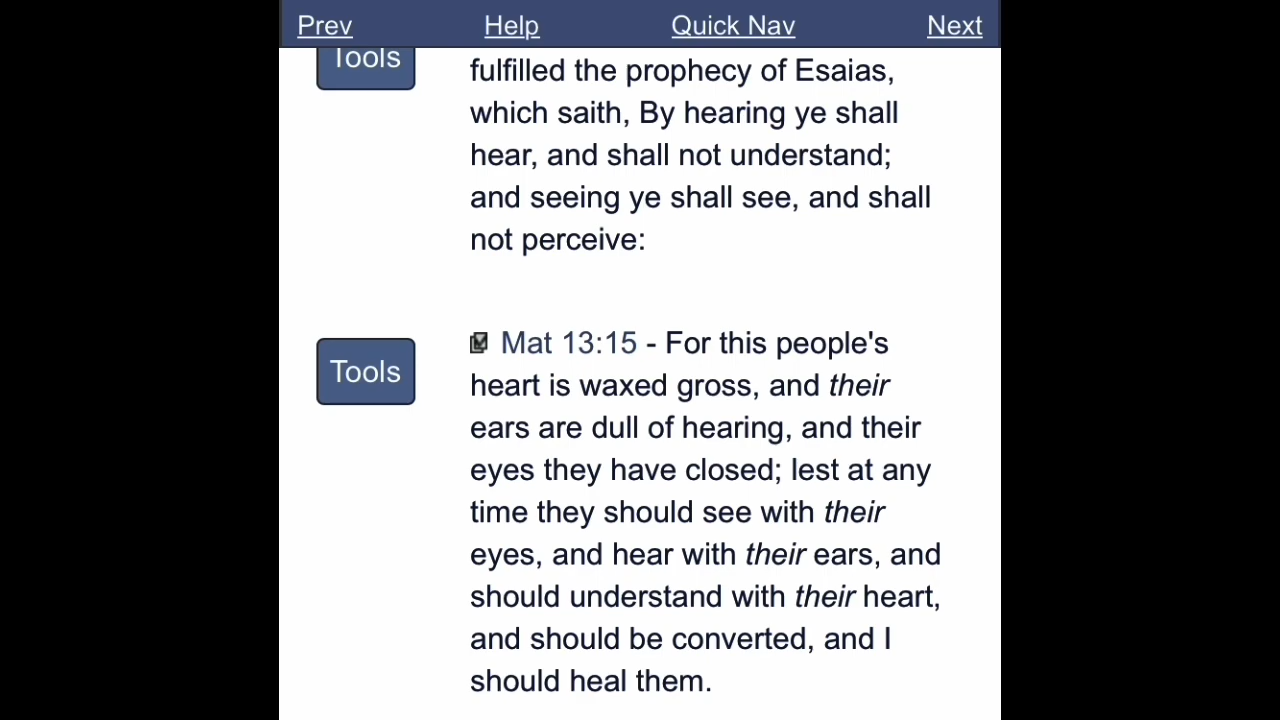 Prev Help Quick Nav Next
Tools
fulfilled the prophecy of Esaias,
which saith, By hearing ye shall
hear, and shall not understand;
and seeing ye shall see, and shall
not perceive:
Tools
Mat 13:15 - For this people's
heart is waxed gross, and their
ears are dull of hearing, and their
eyes they have closed; lest at any
time they should see with their
eyes, and hear with their ears, and
should understand with their heart,
and should be converted, and I
should heal them.